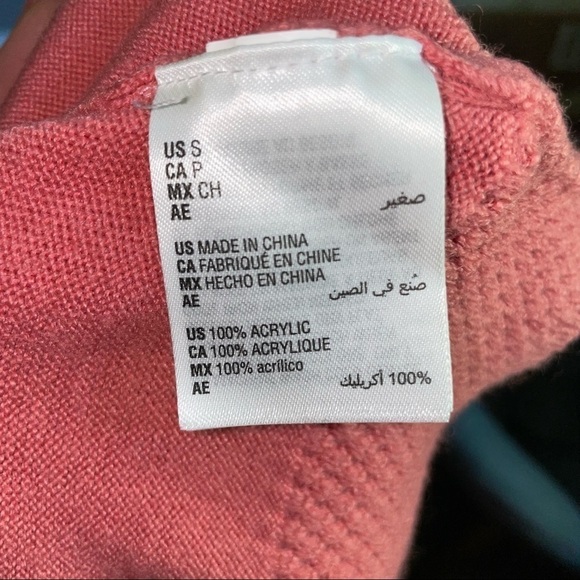 US S
CA P
MX CH
AE صغير
US MADE IN CHINA
CA FABRIQUÉ EN CHINE
MX HECHO EN CHINA
AE صُنع في الصين
US 100% ACRYLIC
CA 100% ACRYLIQUE
MX 100% acrílico
AE 100% أكريليك